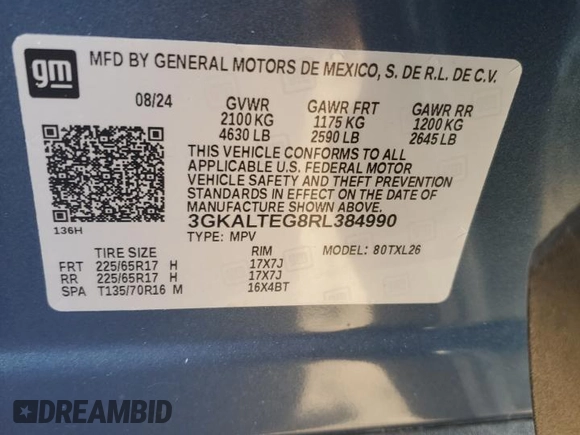 gm
MFD BY GENERAL MOTORS DE MEXICO, S. DE R.L. DE C.V.
08/24 GVWR GAWR FRT GAWR RR
2100 KG 1175 KG 1200 KG
4630 LB 2590 LB 2645 LB
THIS VEHICLE CONFORMS TO ALL
APPLICABLE U.S. FEDERAL MOTOR
VEHICLE SAFETY AND THEFT PREVENTION
STANDARDS IN EFFECT ON THE DATE OF
MANUFACTURE SHOWN ABOVE.
136H
3GKALTEG8RL384990
TYPE: MPV
TIRE SIZE RIM MODEL: 80TXL26
FRT 225/65R17 H 17X7J
RR 225/65R17 H 17X7J
SPA T135/70R16 M 16X4BT
DREAMBID